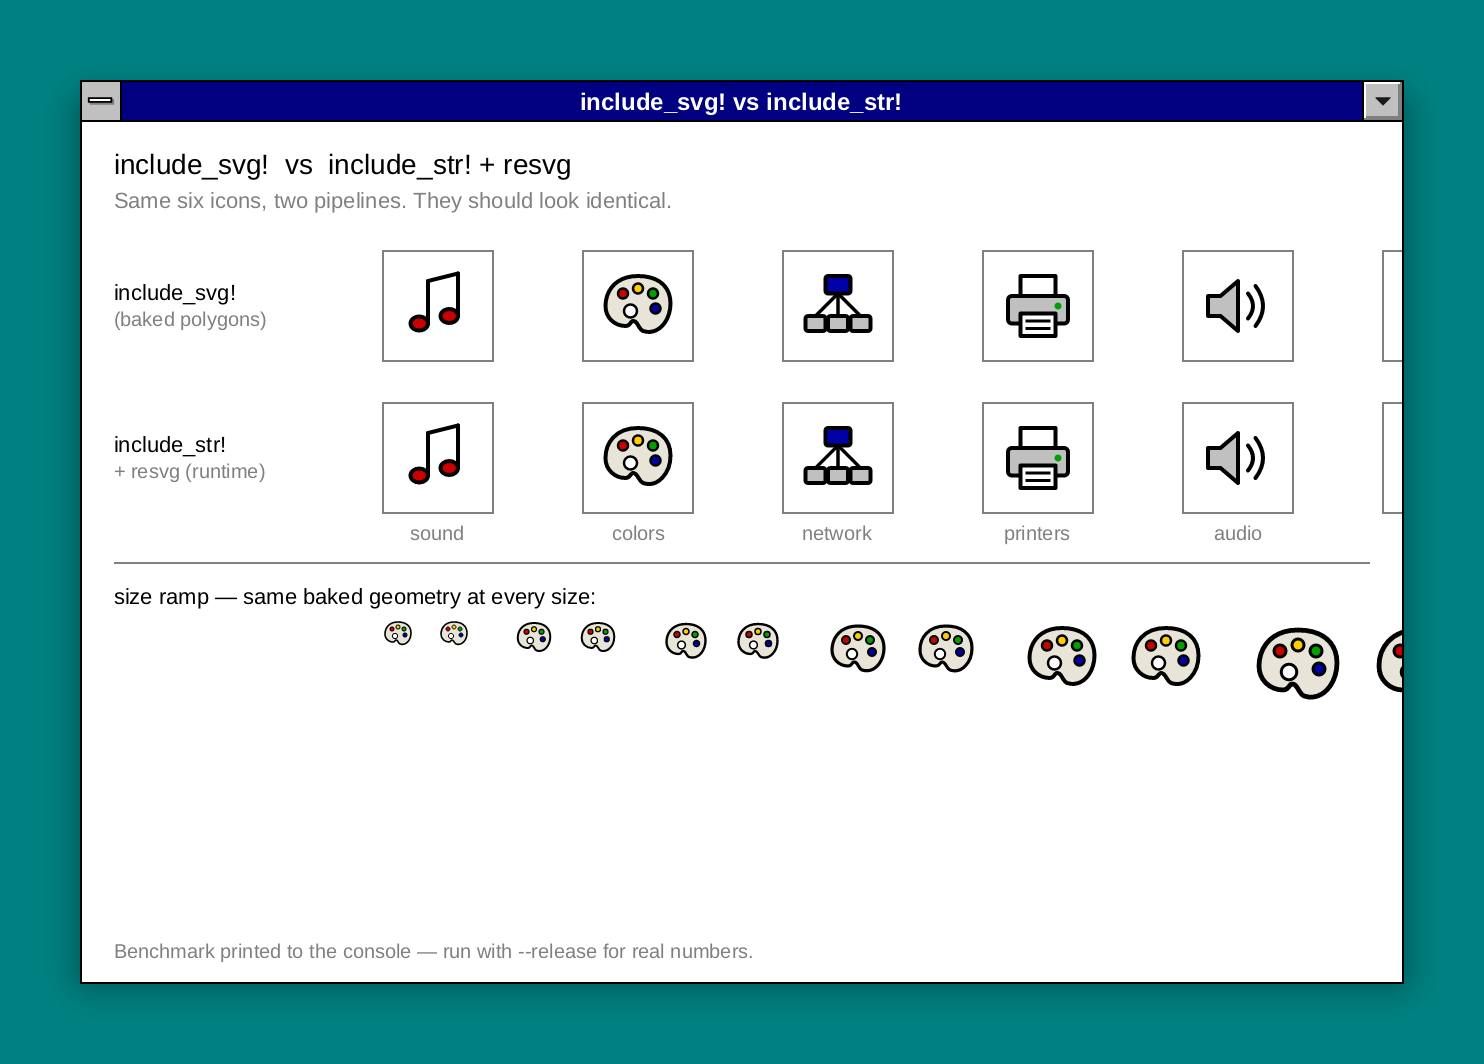 include_svg! vs include_str!
include_svg!  vs  include_str! + resvg
Same six icons, two pipelines. They should look identical.
include_svg!
(baked polygons)
include_str!
+ resvg (runtime)
sound colors network printers audio
size ramp — same baked geometry at every size:
Benchmark printed to the console — run with --release for real numbers.